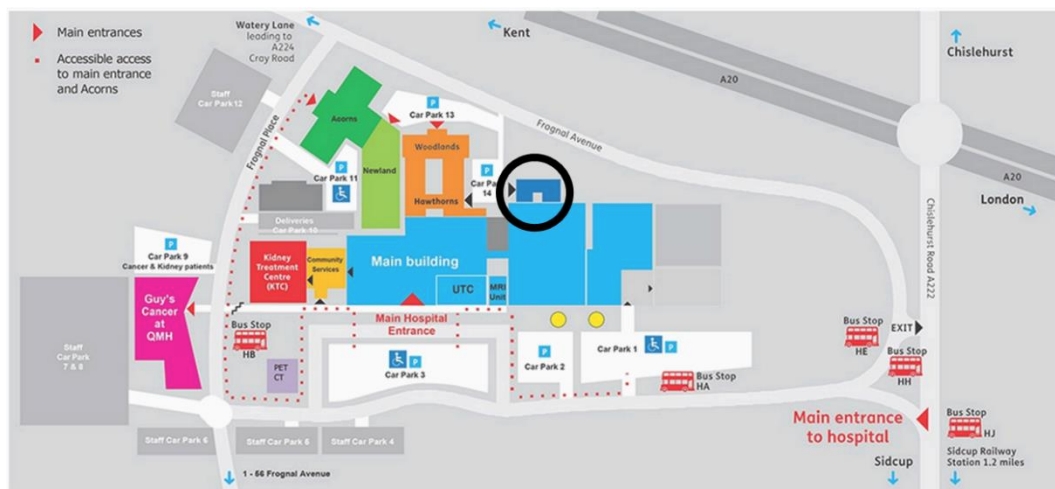 Main entrances
Accessible access
to main entrance
and Acorns
Watery Lane
leading to
A224
Cray Road
Kent
Chislehurst
A20
Staff
Car Park 12
Frognal Place
Acorns
P
Car Park 13
Frognal Avenue
Woodlands
Newland
P
Car Park 11
P
Car Park
14
Hawthorns
A20
London
Chislehurst Road A222
Deliveries
Car Park 10
P
Car Park 9
Cancer & Kidney patients
Kidney
Treatment
Centre
(KTC)
Community
Services
Main building
UTC
MRI
Unit
Guy's
Cancer
at
QMH
Main Hospital
Entrance
Bus Stop
HB
Staff
Car Park
7 & 8
PET
CT
P
Car Park 3
P
Car Park 2
Car Park 1
P
Bus Stop
HA
Bus Stop
HE
EXIT
Bus Stop
HH
Main entrance
to hospital
Bus Stop
HJ
Sidcup Railway
Station 1.2 miles
Sidcup
Staff Car Park 6
Staff Car Park 5
Staff Car Park 4
1 - 56 Frognal Avenue